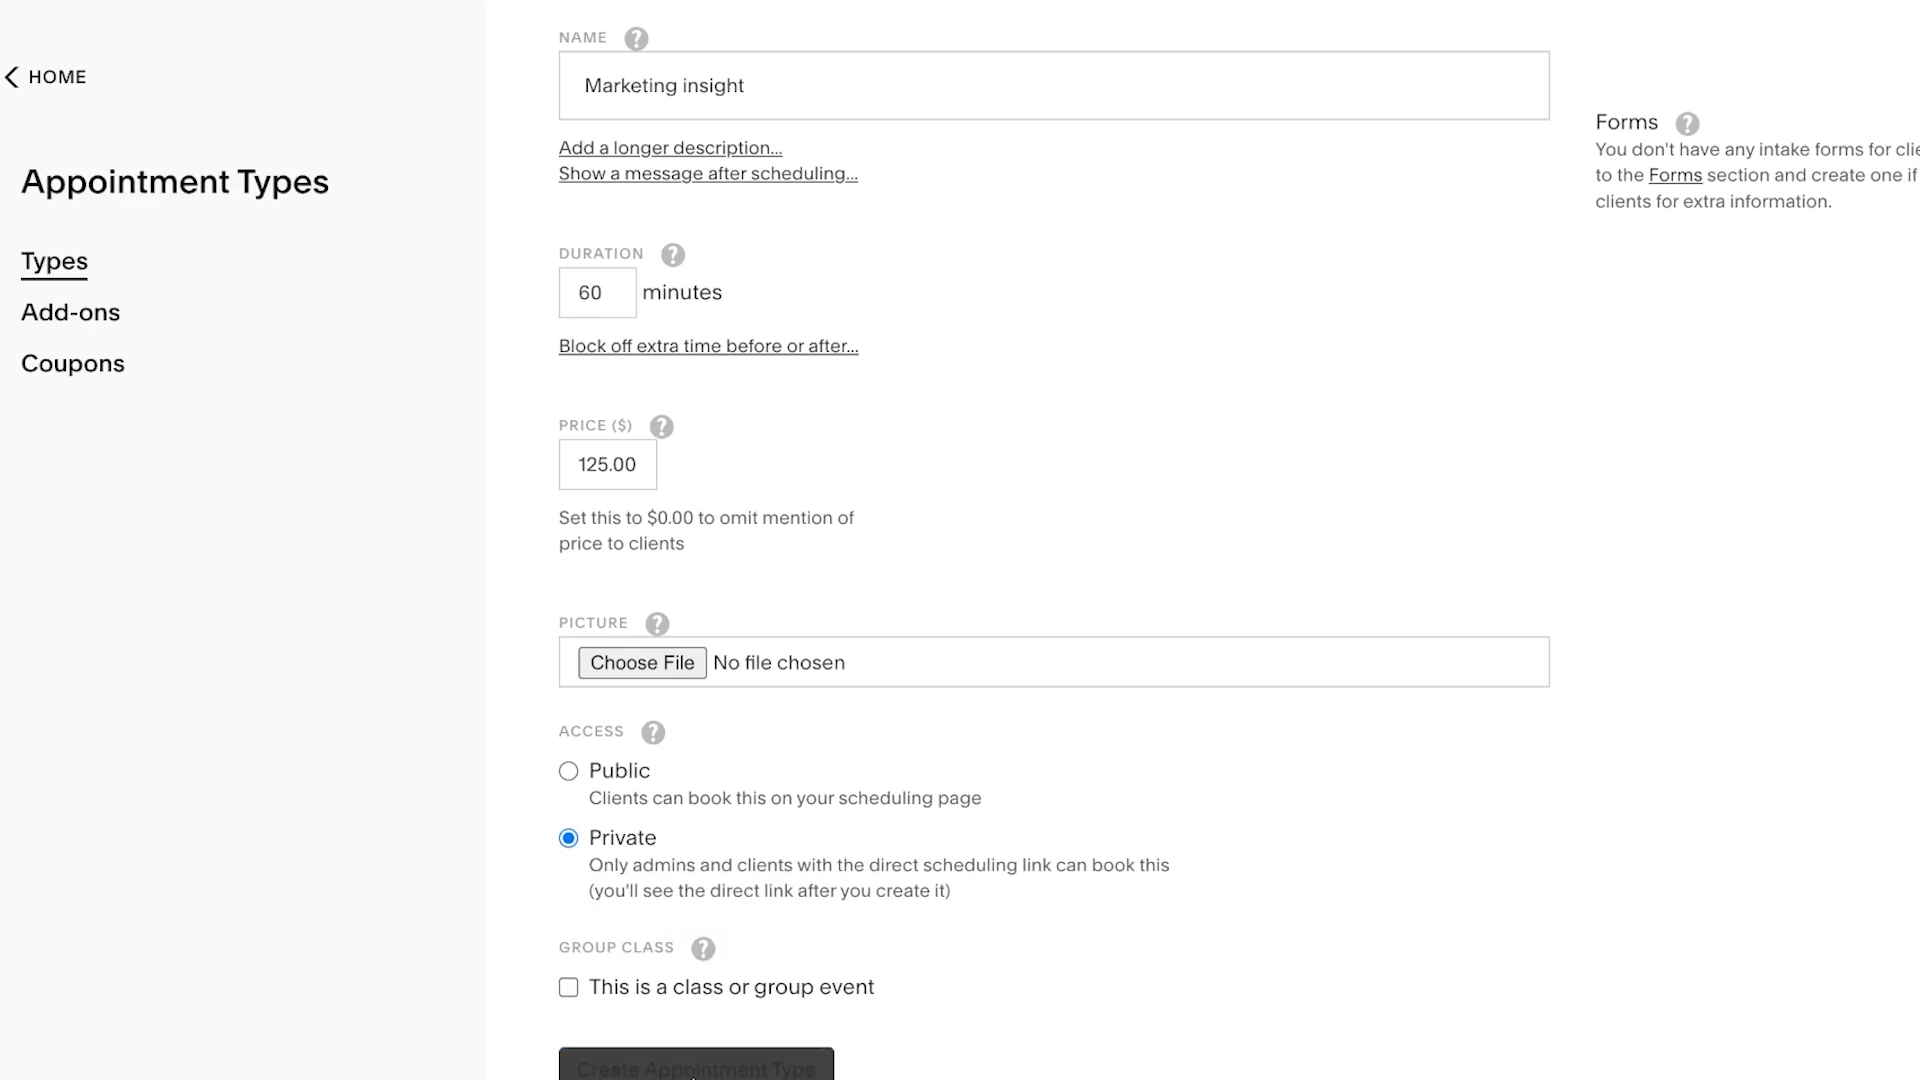 HOME
Appointment Types
Types
Add-ons
Coupons
NAME ?
Marketing insight
Add a longer description...
Show a message after scheduling...
DURATION ?
60 minutes
Block off extra time before or after...
PRICE ($) ?
125.00
Set this to $0.00 to omit mention of
price to clients
PICTURE ?
Choose File No file chosen
ACCESS ?
Public
Clients can book this on your scheduling page
Private
Only admins and clients with the direct scheduling link can book this
(you'll see the direct link after you create it)
GROUP CLASS ?
This is a class or group event
Create Appointment Type
Forms ?
You don't have any intake forms for clie
to the Forms section and create one if
clients for extra information.